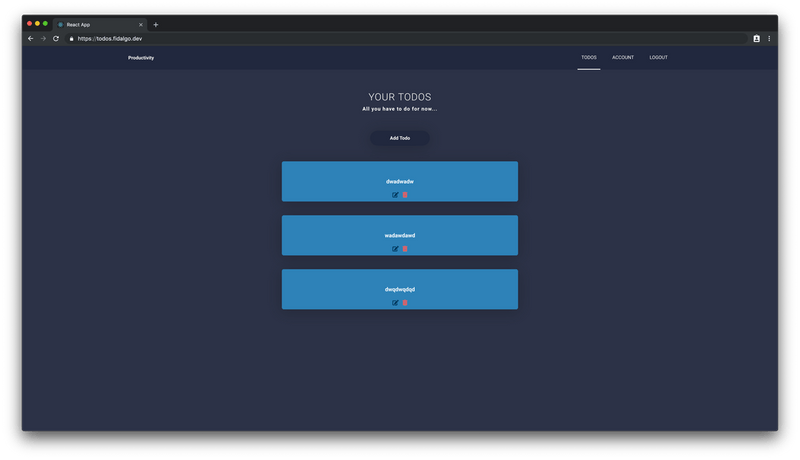 React App
https://todos.fidalgo.dev
Productivity
TODOS
ACCOUNT
LOGOUT
YOUR TODOS
All you have to do for now...
Add Todo
dwadwadw
wadawdawd
dwqdwqdqd